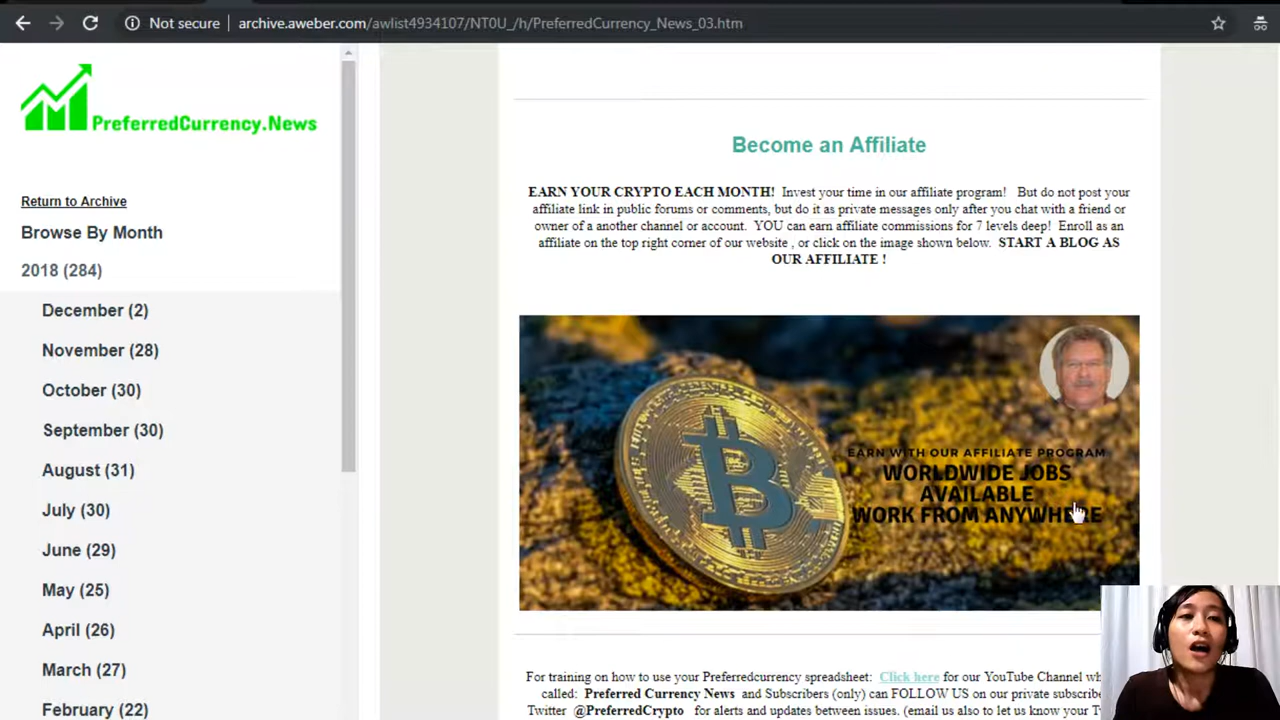 Not secure archive.aweber.com/awlist4934107/NT0U_/h/PreferredCurrency_News_03.htm
PreferredCurrency.News
Return to Archive
Browse By Month
2018 (284)
December (2)
November (28)
October (30)
September (30)
August (31)
July (30)
June (29)
May (25)
April (26)
March (27)
February (22)
Become an Affiliate
EARN YOUR CRYPTO EACH MONTH! Invest your time in our affiliate program! But do not post your
affiliate link in public forums or comments, but do it as private messages only after you chat with a friend or
owner of a another channel or account. YOU can earn affiliate commissions for 7 levels deep! Enroll as an
affiliate on the top right corner of our website , or click on the image shown below. START A BLOG AS
OUR AFFILIATE !
EARN WITH OUR AFFILIATE PROGRAM
WORLDWIDE JOBS
AVAILABLE
WORK FROM ANYWHERE
For training on how to use your Preferredcurrency spreadsheet: Click here for our YouTube Channel
called: Preferred Currency News and Subscribers (only) can FOLLOW US on our private
Twitter @PreferredCrypto for alerts and updates between issues. (email us also to let us know your